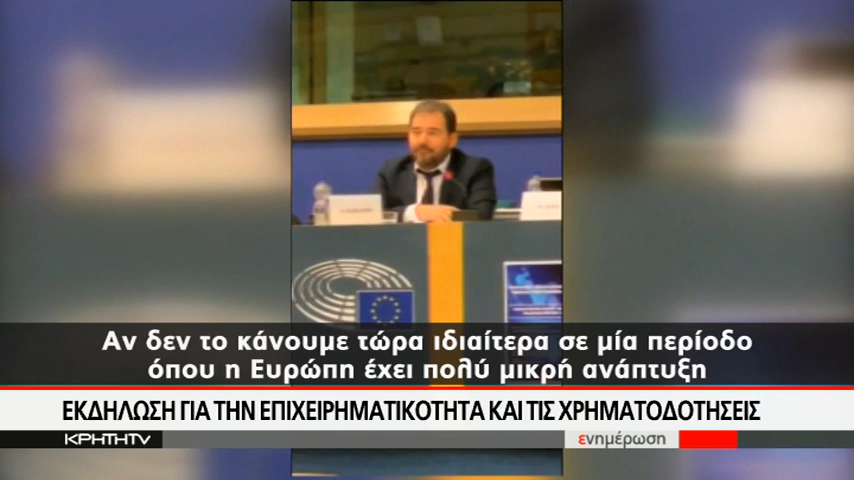 Αν δεν το κάνουμε τώρα ιδιαίτερα σε μία περίοδο
όπου η Ευρώπη έχει πολύ μικρή ανάπτυξη
ΕΚΔΗΛΩΣΗ ΓΙΑ ΤΗΝ ΕΠΙΧΕΙΡΗΜΑΤΙΚΟΤΗΤΑ ΚΑΙ ΤΙΣ ΧΡΗΜΑΤΟΔΟΤΗΣΕΙΣ
ΚΡΗΤΗTV
ενημέρωση